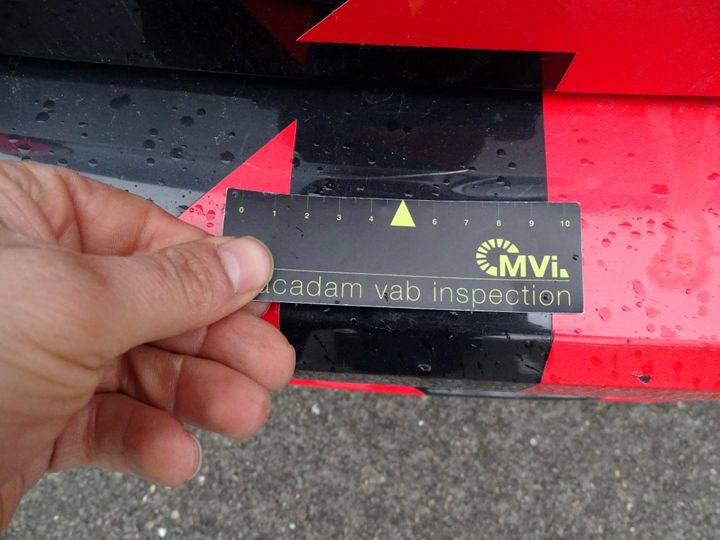 0 1 2 3 4 6 7 8 9 10
MVi
acadam vab inspection